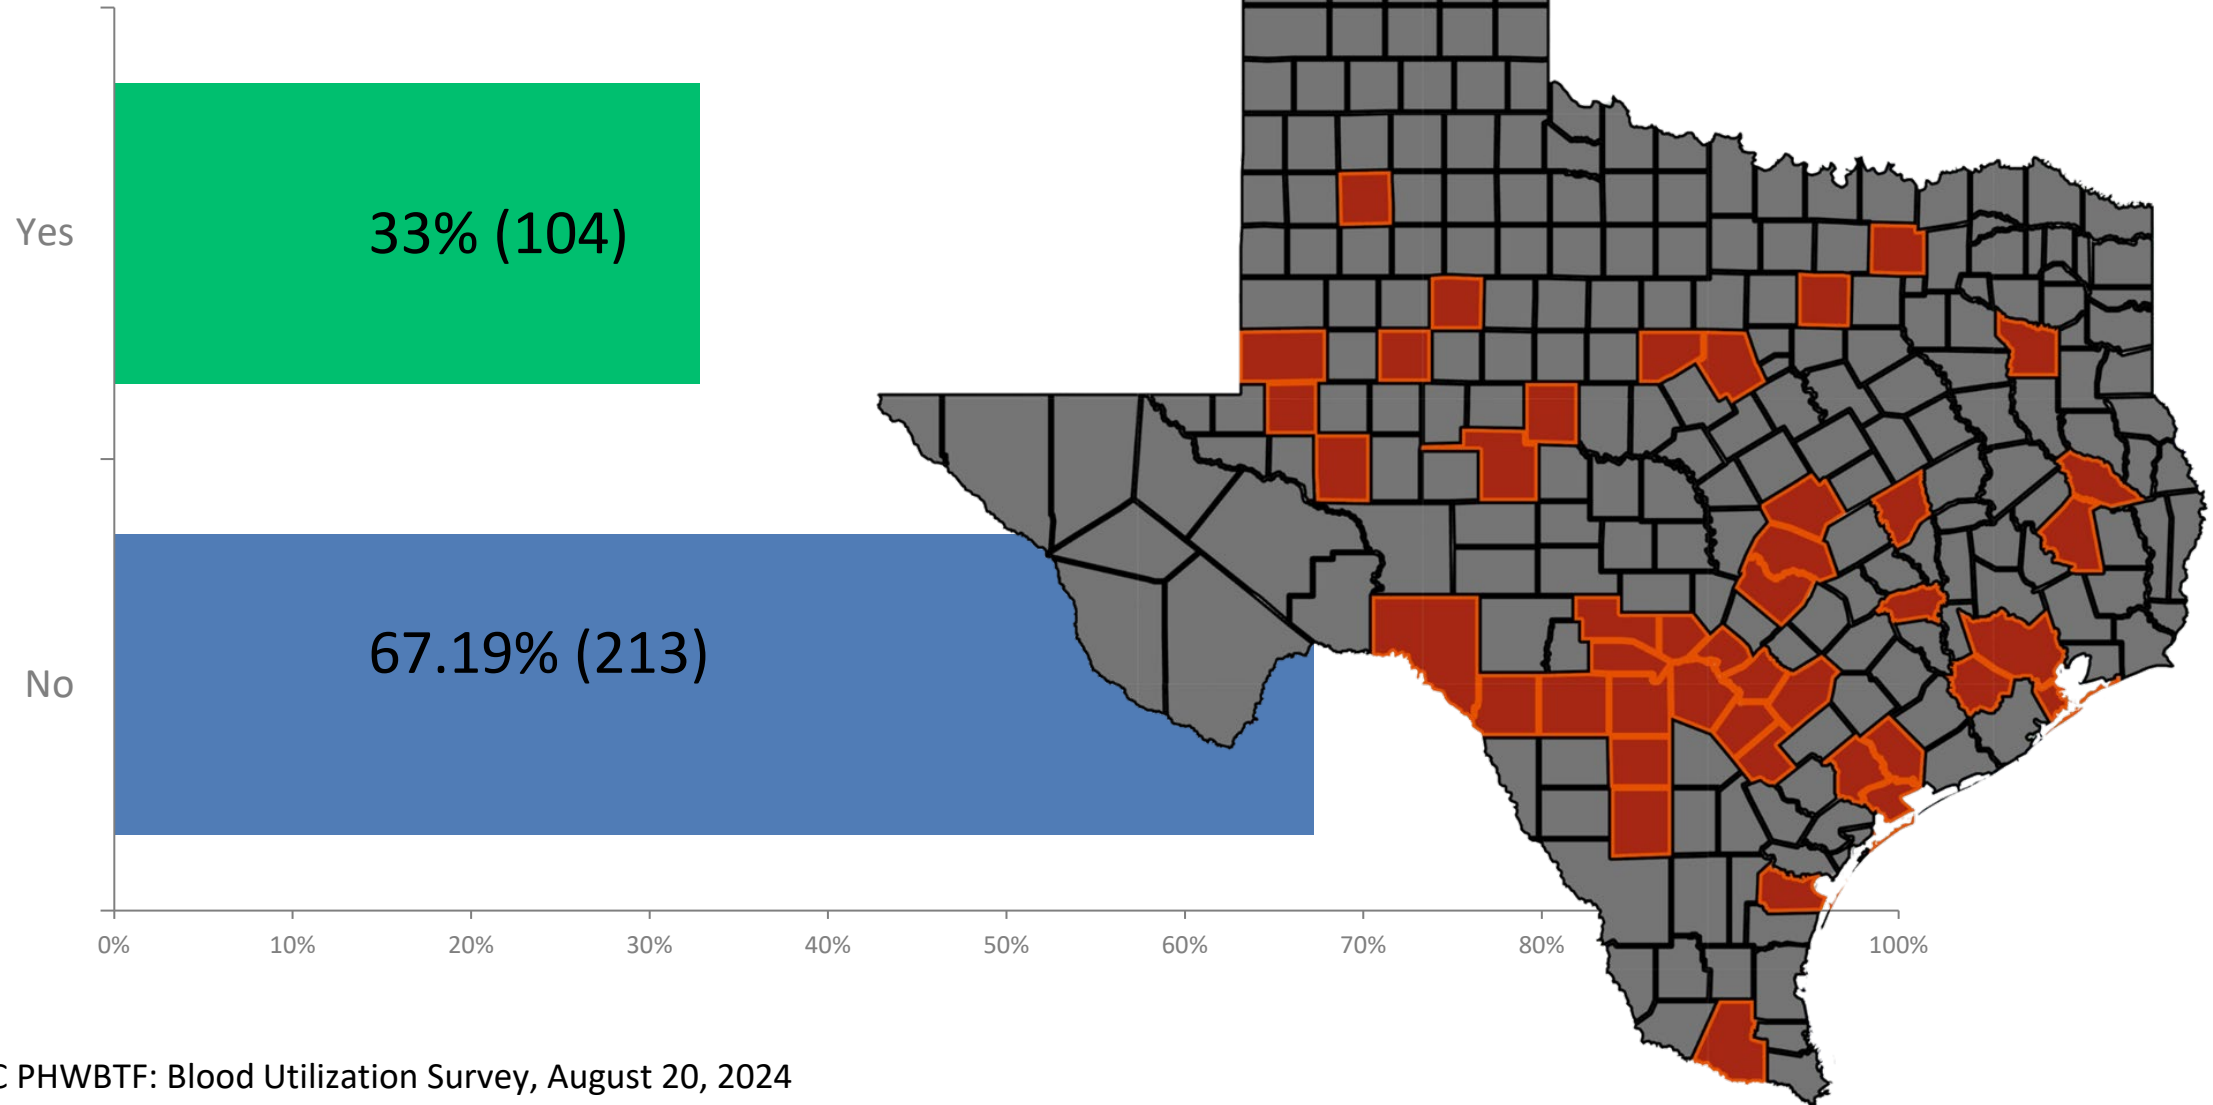 Yes
33% (104)
No
67.19% (213)
0% 10% 20% 30% 40% 50% 60% 70% 80% 100%
PHWBTF: Blood Utilization Survey, August 20, 2024